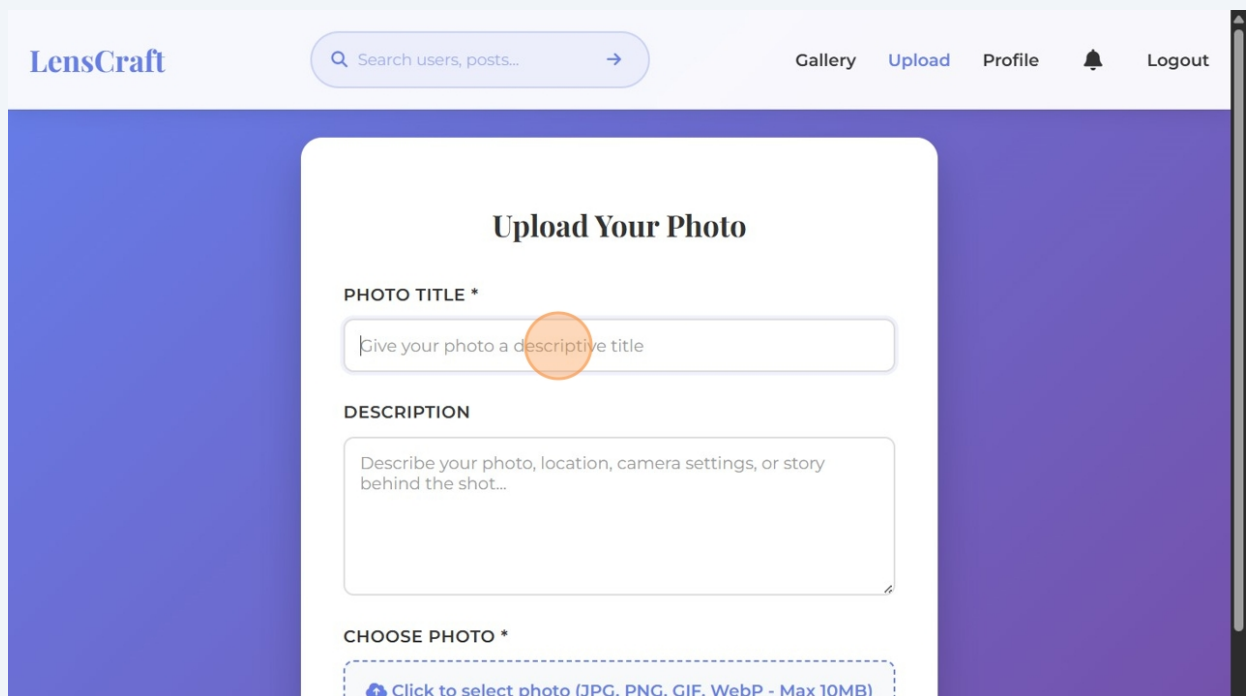 LensCraft
Search users, posts...
Gallery
Upload
Profile
Logout
Upload Your Photo
PHOTO TITLE *
Give your photo a descriptive title
DESCRIPTION
Describe your photo, location, camera settings, or story
behind the shot...
CHOOSE PHOTO *
Click to select photo (JPG, PNG, GIF, WebP - Max 10MB)